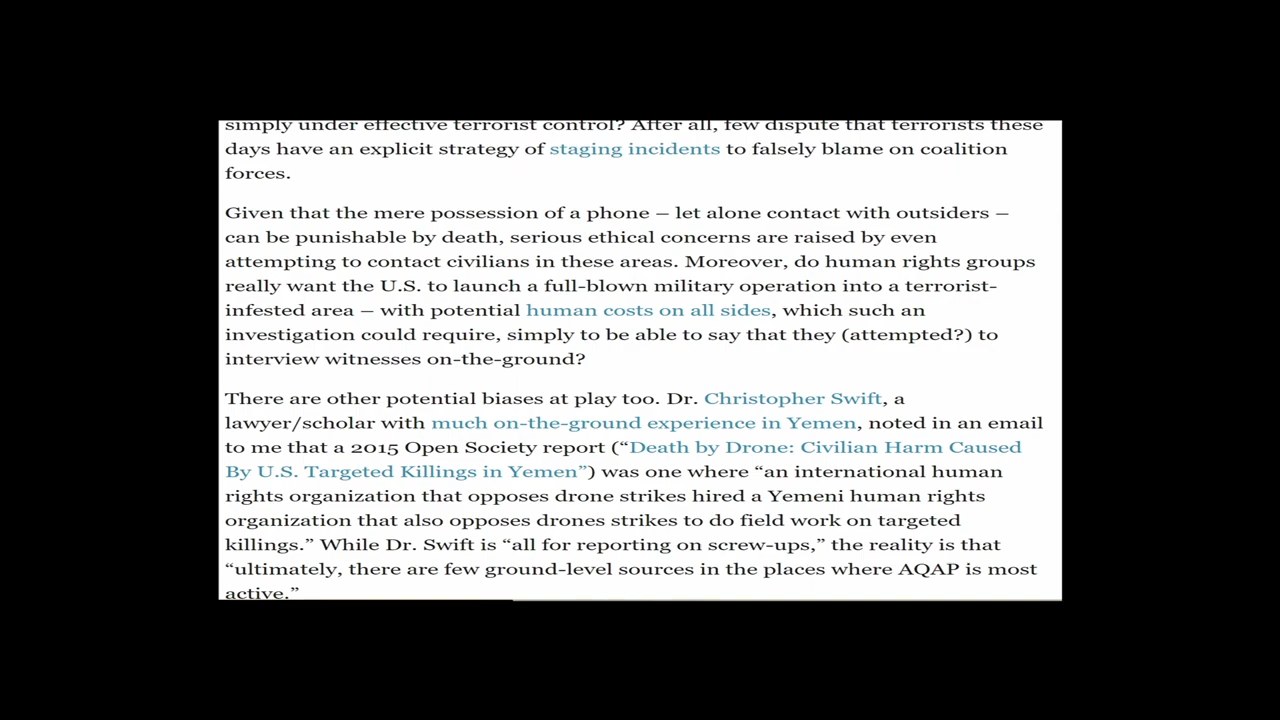 simply under effective terrorist control? After all, few dispute that terrorists these
days have an explicit strategy of staging incidents to falsely blame on coalition
forces.
Given that the mere possession of a phone – let alone contact with outsiders –
can be punishable by death, serious ethical concerns are raised by even
attempting to contact civilians in these areas. Moreover, do human rights groups
really want the U.S. to launch a full-blown military operation into a terrorist-
infested area – with potential human costs on all sides, which such an
investigation could require, simply to be able to say that they (attempted?) to
interview witnesses on-the-ground?
There are other potential biases at play too. Dr. Christopher Swift, a
lawyer/scholar with much on-the-ground experience in Yemen, noted in an email
to me that a 2015 Open Society report (“Death by Drone: Civilian Harm Caused
By U.S. Targeted Killings in Yemen”) was one where “an international human
rights organization that opposes drone strikes hired a Yemeni human rights
organization that also opposes drones strikes to do field work on targeted
killings.” While Dr. Swift is “all for reporting on screw-ups,” the reality is that
“ultimately, there are few ground-level sources in the places where AQAP is most
active.”